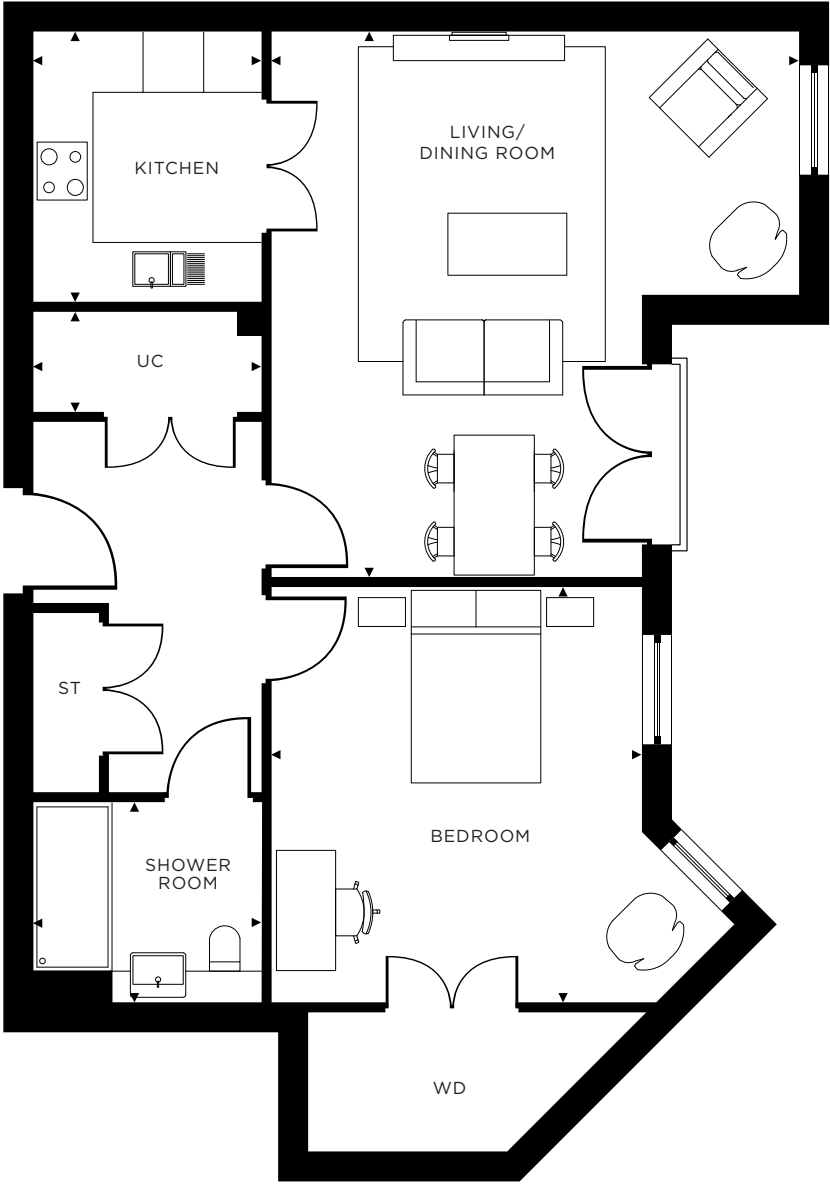 LIVING/
DINING ROOM
KITCHEN
UC
ST
BEDROOM
SHOWER
ROOM
WD